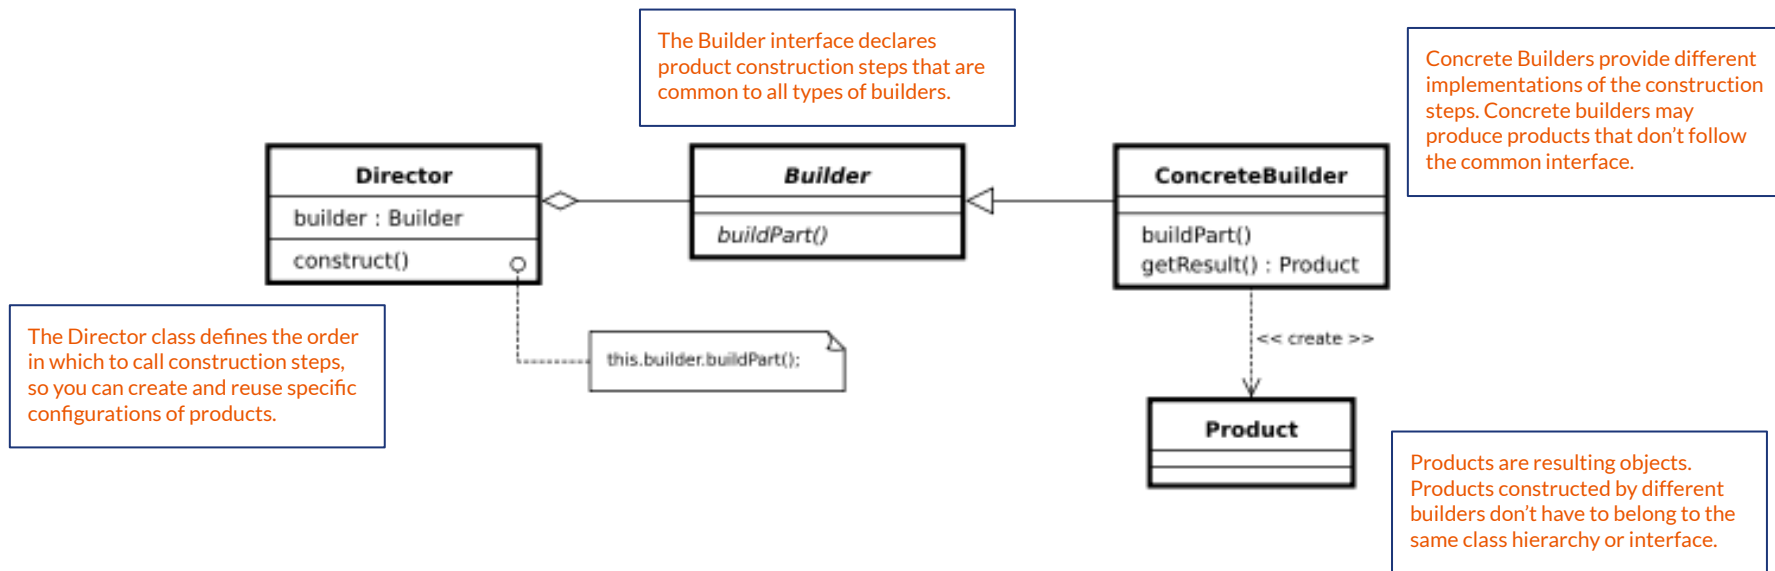 The Builder interface declares
product construction steps that are
common to all types of builders.
Concrete Builders provide different
implementations of the construction
steps. Concrete builders may
produce products that don’t follow
the common interface.
Director
builder : Builder
construct()
Builder
buildPart()
ConcreteBuilder
buildPart()
getResult() : Product
The Director class defines the order
in which to call construction steps,
so you can create and reuse specific
configurations of products.
this.builder.buildPart();
<< create >>
Product
Products are resulting objects.
Products constructed by different
builders don’t have to belong to the
same class hierarchy or interface.